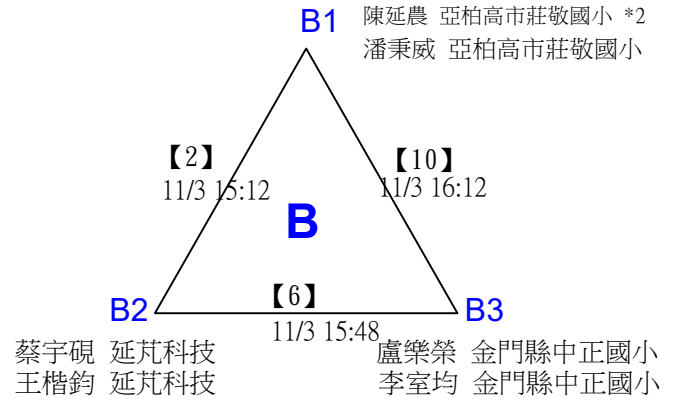 B1
陳延農 亞柏高市莊敬國小 *2
潘秉威 亞柏高市莊敬國小
【2】
11/3 15:12
【10】
11/3 16:12
B
【6】
11/3 15:48
B2
蔡宇硯 延芃科技
王楷鈞 延芃科技
B3
盧樂榮 金門縣中正國小
李室均 金門縣中正國小